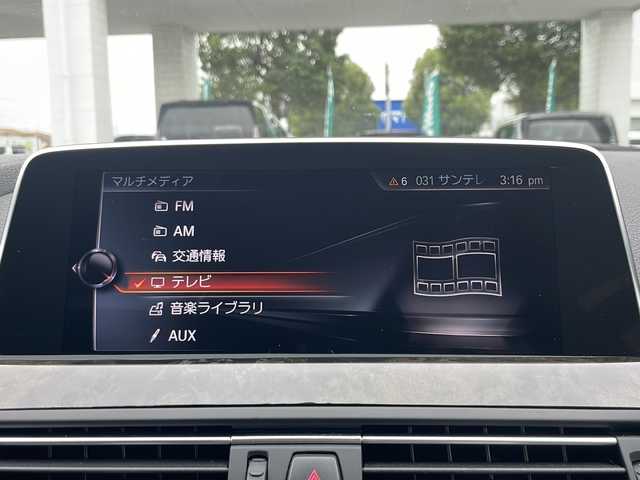 マルチメディア
6 031 サンテレ 3:16 pm
FM
AM
交通情報
テレビ
音楽ライブラリ
AUX